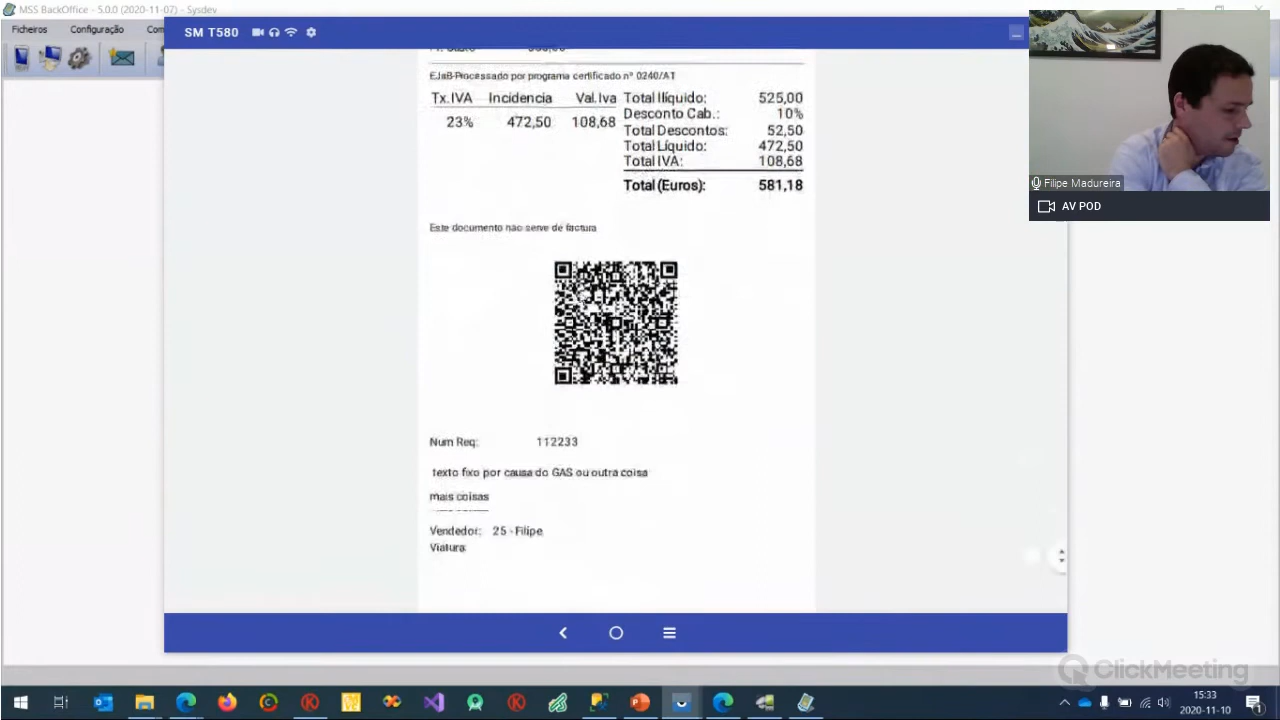 MSS BackOffice - 5.0.0 (2020-11-07) - Sysdev
Ficheiros Configuração Com
SM T580
EJsB-Processado por programa certificado nº 0240/AT
Tx.IVA Incidencia Val.Iva
23% 472,50 108,68
Total Ilíquido: 525,00
Desconto Cab.: 10%
Total Descontos: 52,50
Total Líquido: 472,50
Total IVA: 108,68
Total (Euros): 581,18
Este documento não serve de factura
Num Req: 112233
texto fixo por causa do GAS ou outra coisa
mais coisas
Vendedor: 25 - Filipe
Viatura:
Filipe Madureira
AV POD
ClickMeeting
15:33
2020-11-10
1